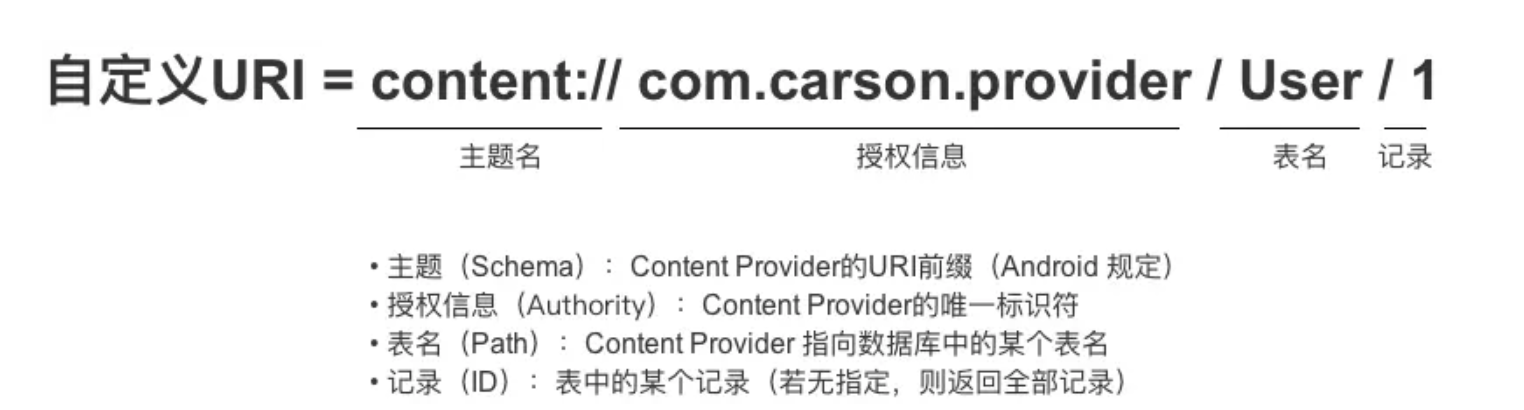 自定义URI = content:// com.carson.provider / User / 1
主题名 授权信息 表名 记录
• 主题（Schema）：Content Provider的URI前缀（Android 规定）
• 授权信息（Authority）：Content Provider的唯一标识符
• 表名（Path）：Content Provider 指向数据库中的某个表名
• 记录（ID）：表中的某个记录（若无指定，则返回全部记录）